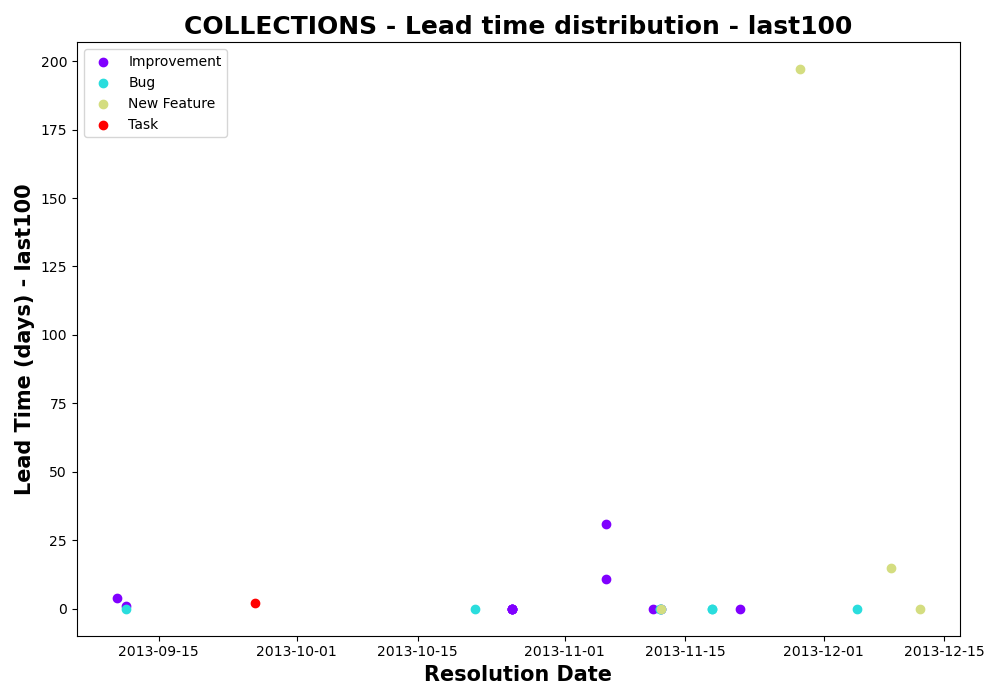 COLLECTIONS - Lead time distribution - last100
Improvement
Bug
New Feature
Task
Lead Time (days) - last100
200
175
150
125
100
75
50
25
0
2013-09-15
2013-10-01
2013-10-15
2013-11-01
2013-11-15
2013-12-01
2013-12-15
Resolution Date